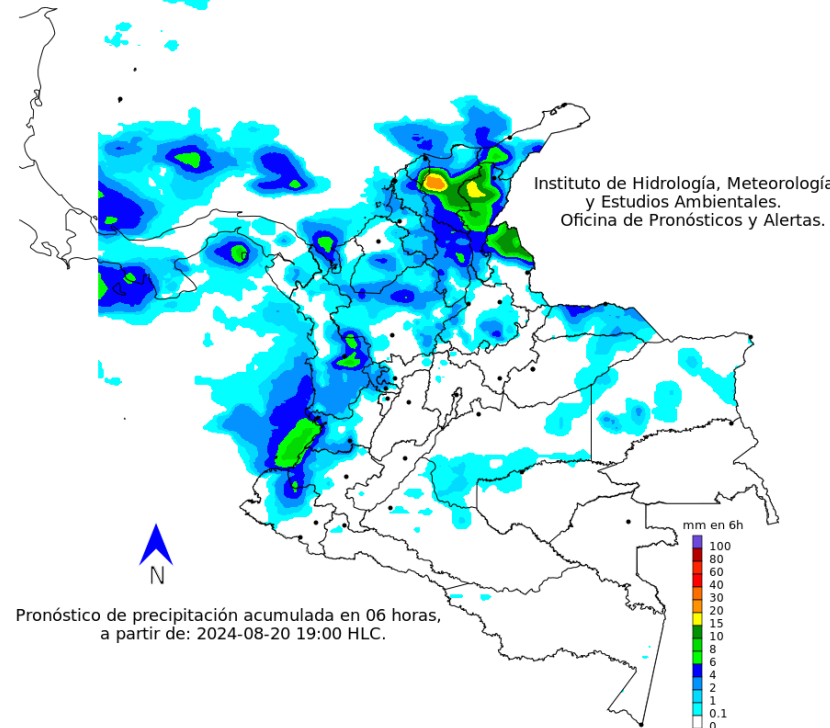 Instituto de Hidrología, Meteorología
y Estudios Ambientales.
Oficina de Pronósticos y Alertas.
mm en 6h
100
80
60
40
30
20
15
10
8
6
4
2
1
0.1
0
N
Pronóstico de precipitación acumulada en 06 horas,
a partir de: 2024-08-20 19:00 HLC.